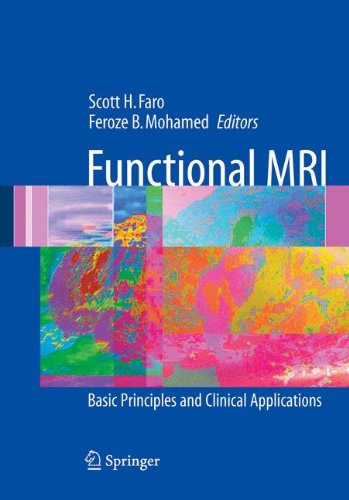 Scott H. Faro
Feroze B. Mohamed Editors
Functional MRI
Basic Principles and Clinical Applications
Springer